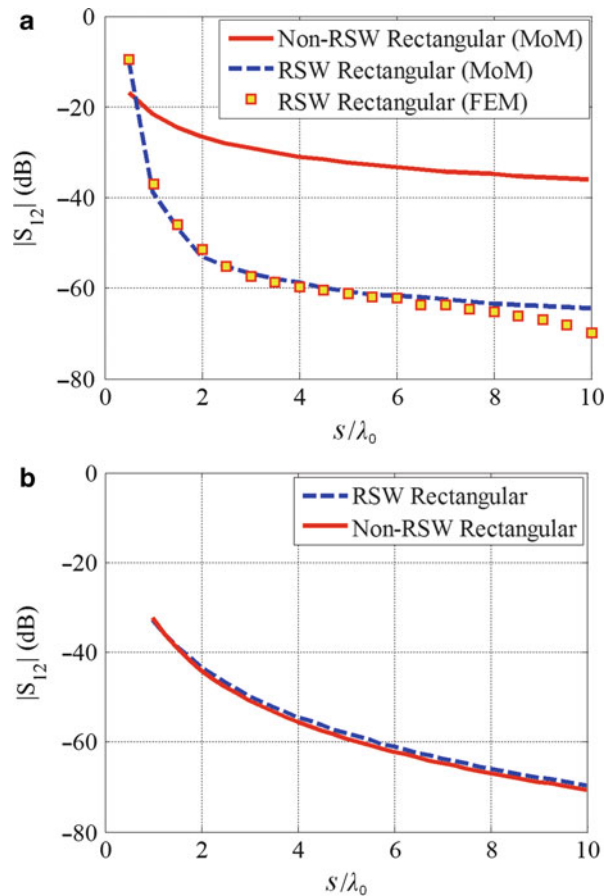 a
0
Non-RSW Rectangular (MoM)
RSW Rectangular (MoM)
RSW Rectangular (FEM)
−20
−40
−60
−80
|S12| (dB)
0 2 4 6 8 10
s/λ0
b
0
RSW Rectangular
Non-RSW Rectangular
−20
−40
−60
−80
|S12| (dB)
0 2 4 6 8 10
s/λ0